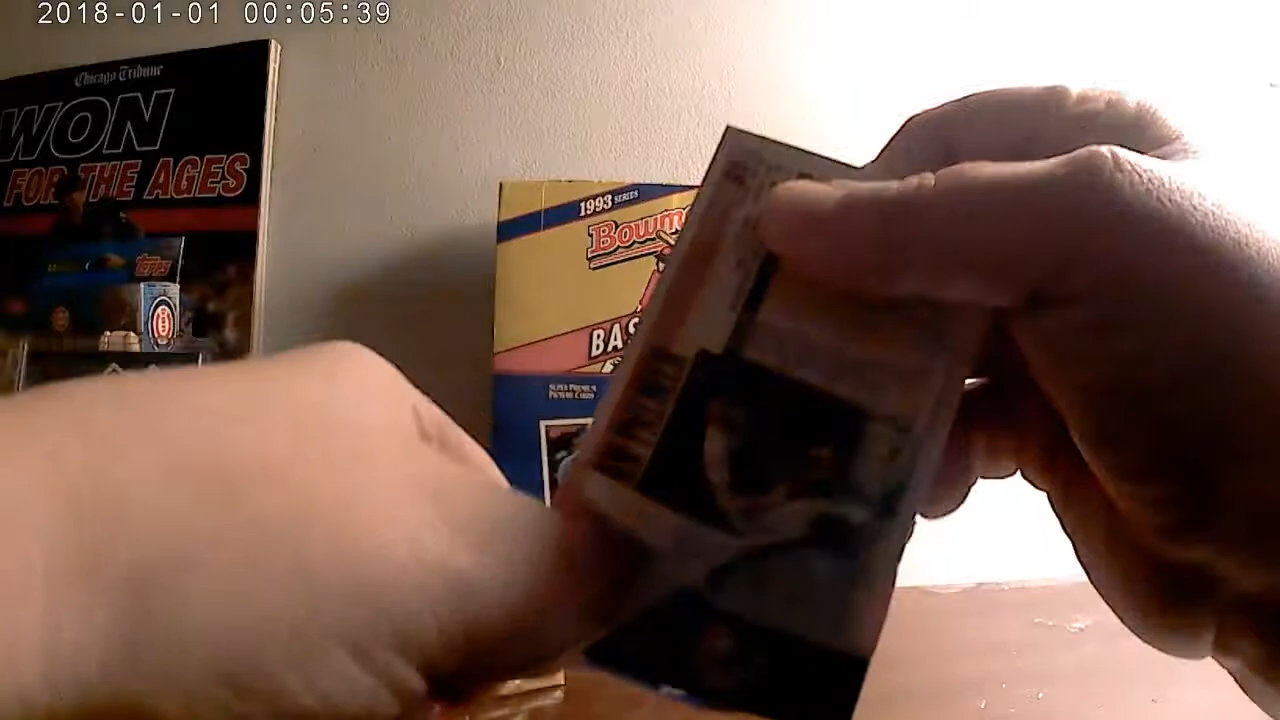 2018-01-01 00:05:39
Chicago Tribune
WON
FOR THE AGES
TOPPS
1993 SERIES
Bowm
BAS
SUPER PREMIUM
PICTURE CARDS